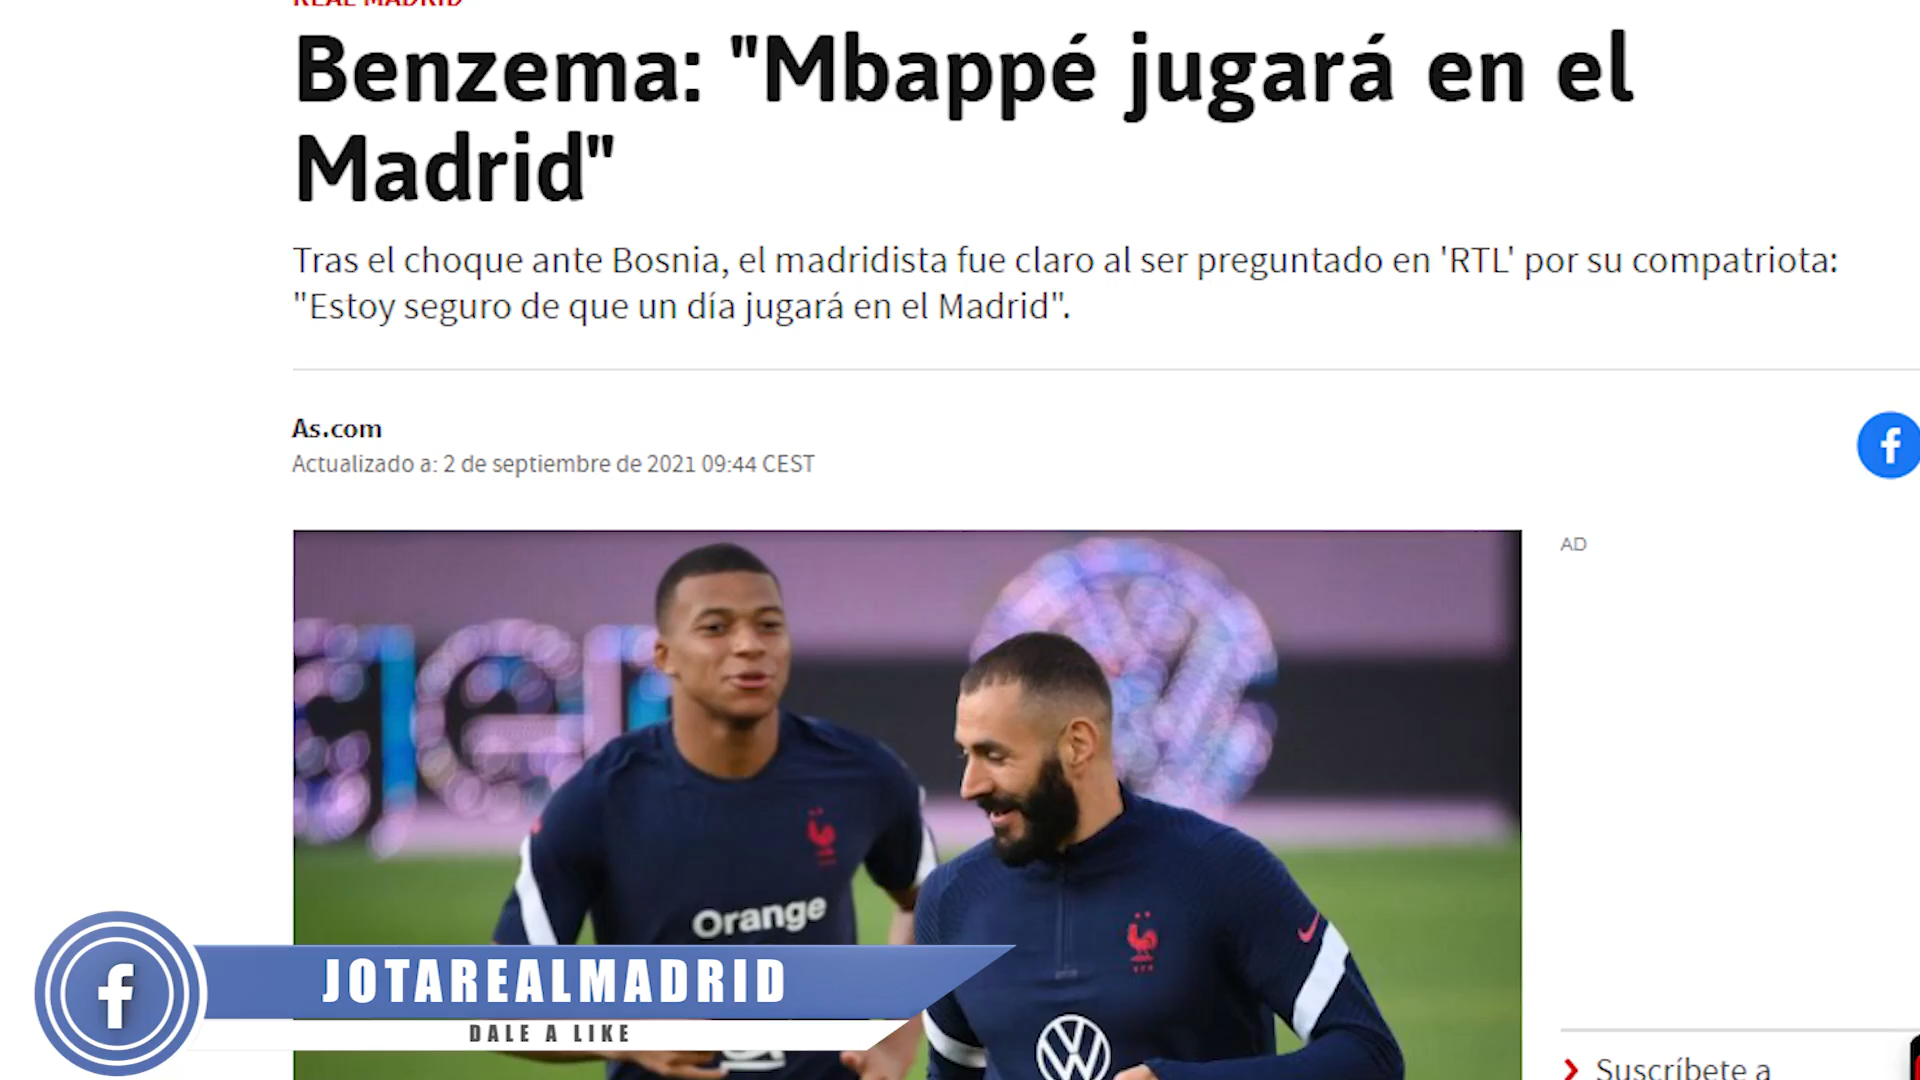 REAL MADRID
Benzema: "Mbappé jugará en el
Madrid"
Tras el choque ante Bosnia, el madridista fue claro al ser preguntado en 'RTL' por su compatriota:
"Estoy seguro de que un día jugará en el Madrid".
As.com
Actualizado a: 2 de septiembre de 2021 09:44 CEST
AD
Orange
JOTAREALMADRID
DALE A LIKE
Suscríbete a